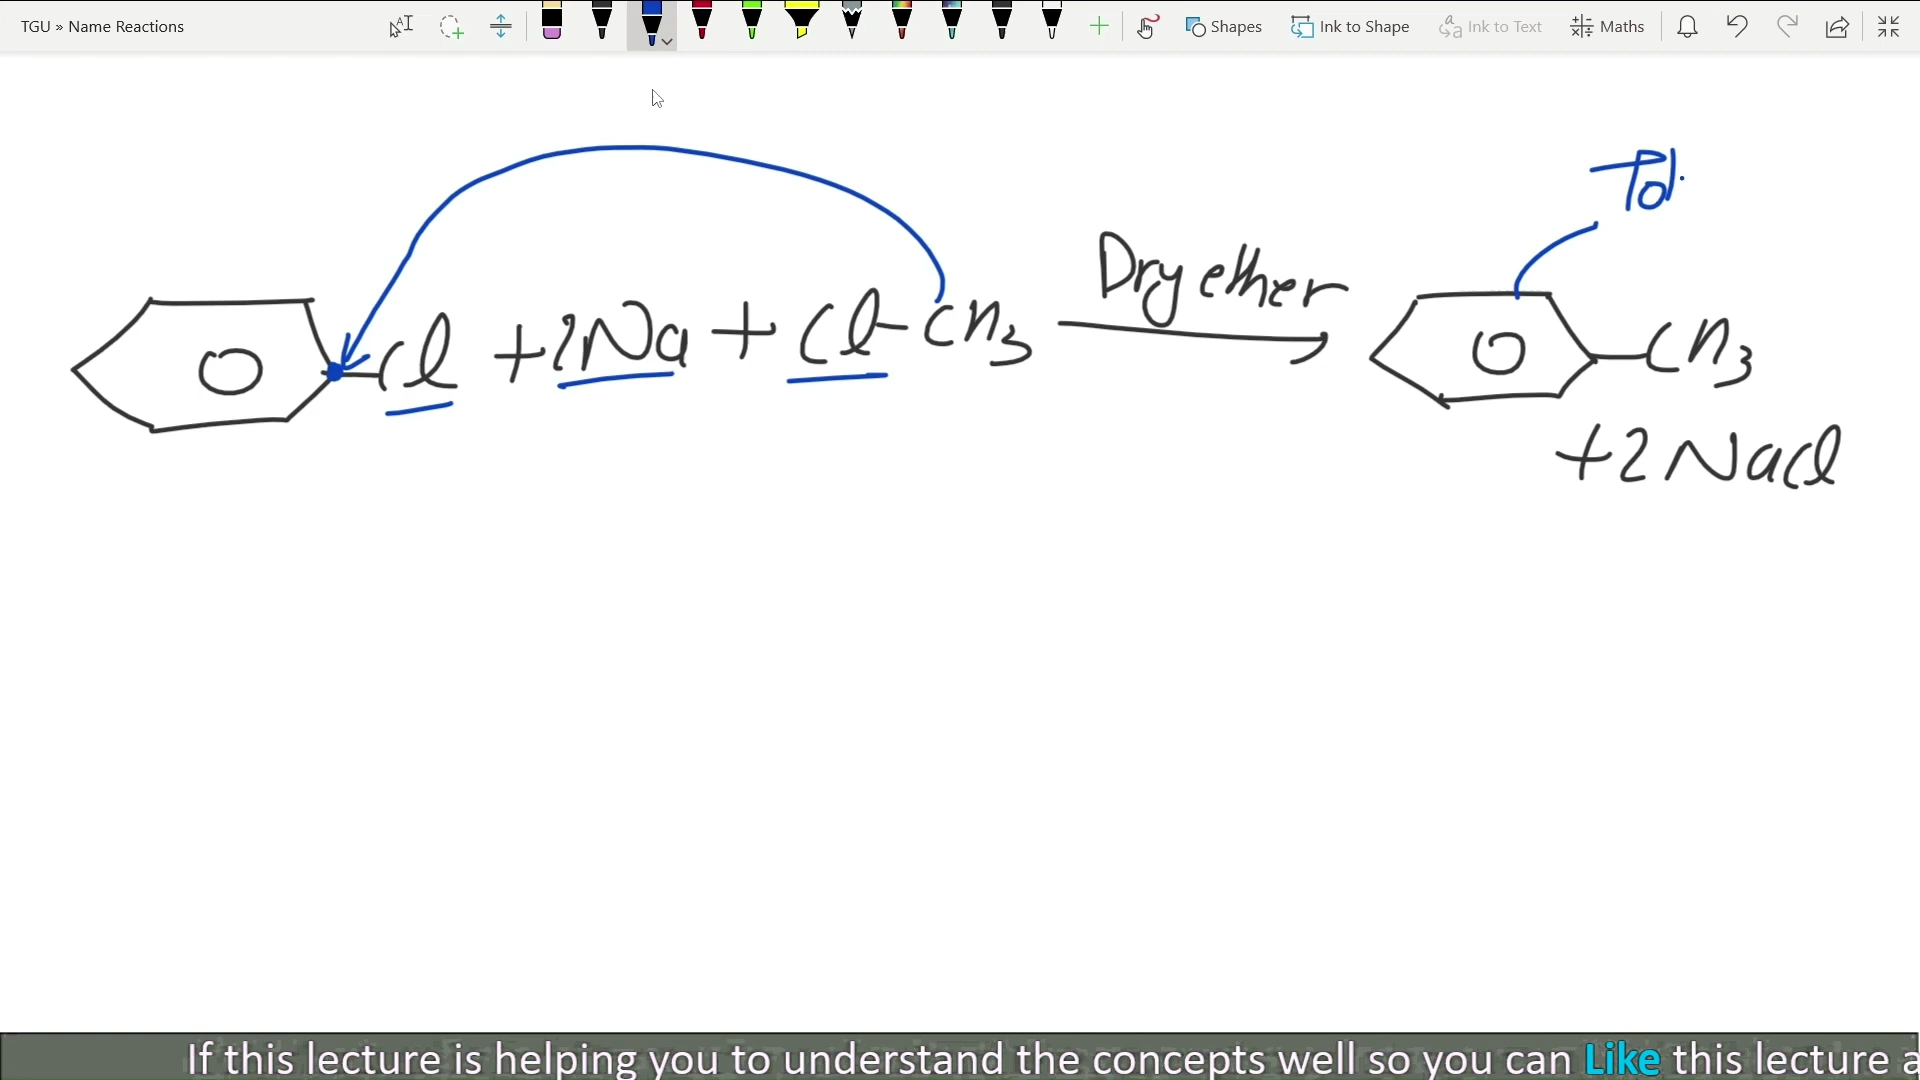 TGU » Name Reactions
Shapes
Ink to Shape
Ink to Text
Maths
Tol
Dry ether
Cl + 2Na + Cl-CH3
CH3
+ 2NaCl
If this lecture is helping you to understand the concepts well so you can Like this lecture a